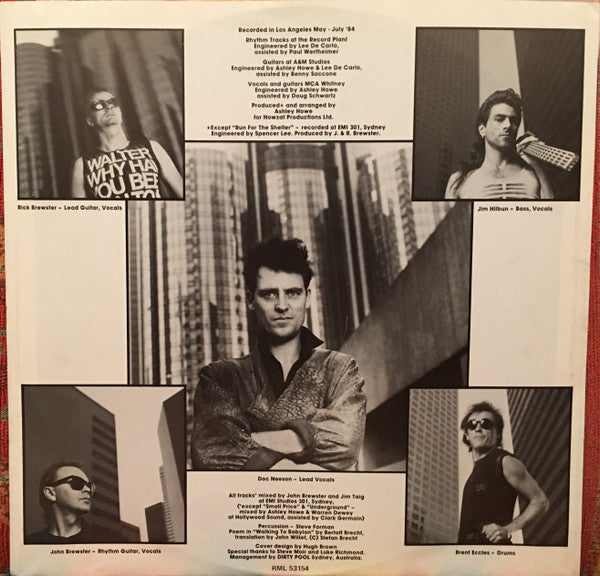 Recorded in Los Angeles May - July '84
Rhythm Tracks at the Record Plant
Engineered by Lee De Carlo,
assisted by Paul Wertheimer
Guitars at A&M Studios
Engineered by Ashley Howe & Lee De Carlo,
assisted by Benny Saccone
Vocals and guitars MCA Whitney
Engineered by Ashley Howe
assisted by Doug Schwartz
Produced+ and arranged by
Ashley Howe
for Howzat Productions Ltd.
+Except "Run For The Shelter" - recorded at EMI 301, Sydney
Engineered by Spencer Lee. Produced by J. & R. Brewster.
WALTER
WHY HA
YOU BE
Rick Brewster - Lead Guitar, Vocals
Jim Hilbun - Bass, Vocals
Doc Neeson - Lead Vocals
All tracks* mixed by John Brewster and Jim Taig
at EMI Studios 301, Sydney,
(*except "Small Price" & "Underground" -
mixed by Ashley Howe & Warren Dewey
at Hollywood Sound, assisted by Clark Germain)
Percussion - Steve Forman
Poem in "Walking To Babylon" by Bertolt Brecht,
translation by John Willet, (C) Stefan Brecht
Cover design by Hugh Brown
Special thanks to Steve Moir and Luke Richmond.
Management by DIRTY POOL Sydney, Australia.
RML 53154
John Brewster - Rhythm Guitar, Vocals
Brent Eccles - Drums